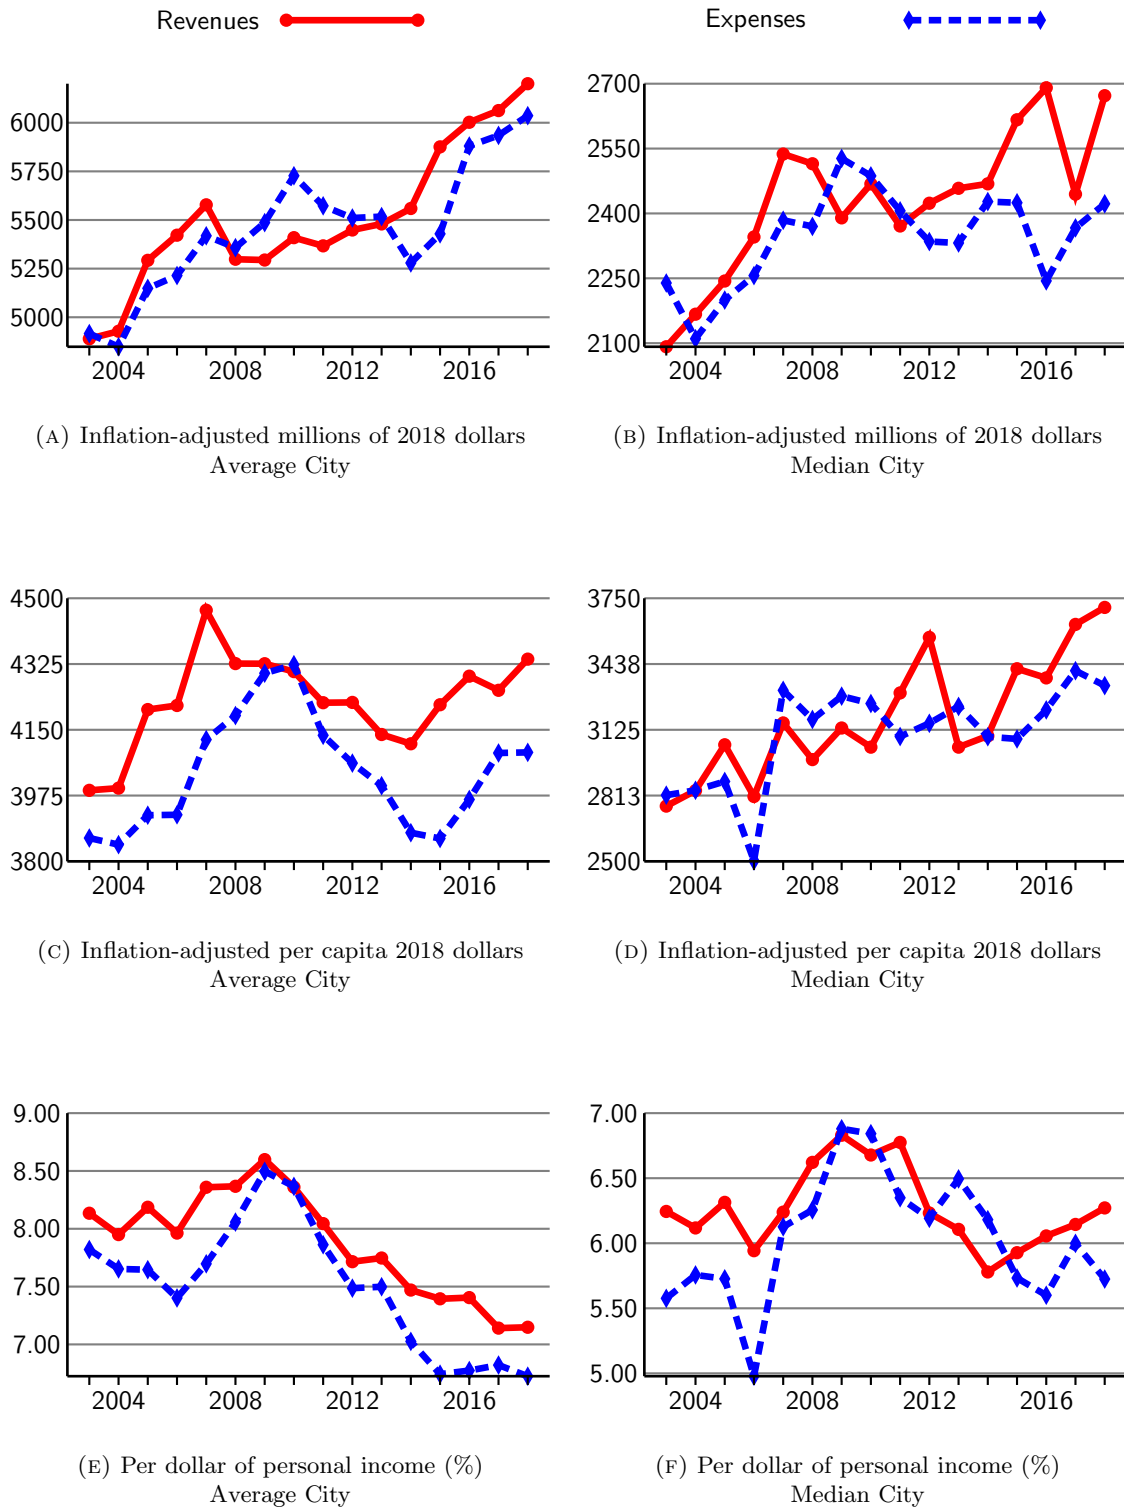 Revenues
Expenses
6000
5750
5500
5250
5000
2004 2008 2012 2016
(A) Inflation-adjusted millions of 2018 dollars
Average City
2700
2550
2400
2250
2100
2004 2008 2012 2016
(B) Inflation-adjusted millions of 2018 dollars
Median City
4500
4325
4150
3975
3800
2004 2008 2012 2016
(C) Inflation-adjusted per capita 2018 dollars
Average City
3750
3438
3125
2813
2500
2004 2008 2012 2016
(D) Inflation-adjusted per capita 2018 dollars
Median City
9.00
8.50
8.00
7.50
7.00
2004 2008 2012 2016
(E) Per dollar of personal income (%)
Average City
7.00
6.50
6.00
5.50
5.00
2004 2008 2012 2016
(F) Per dollar of personal income (%)
Median City